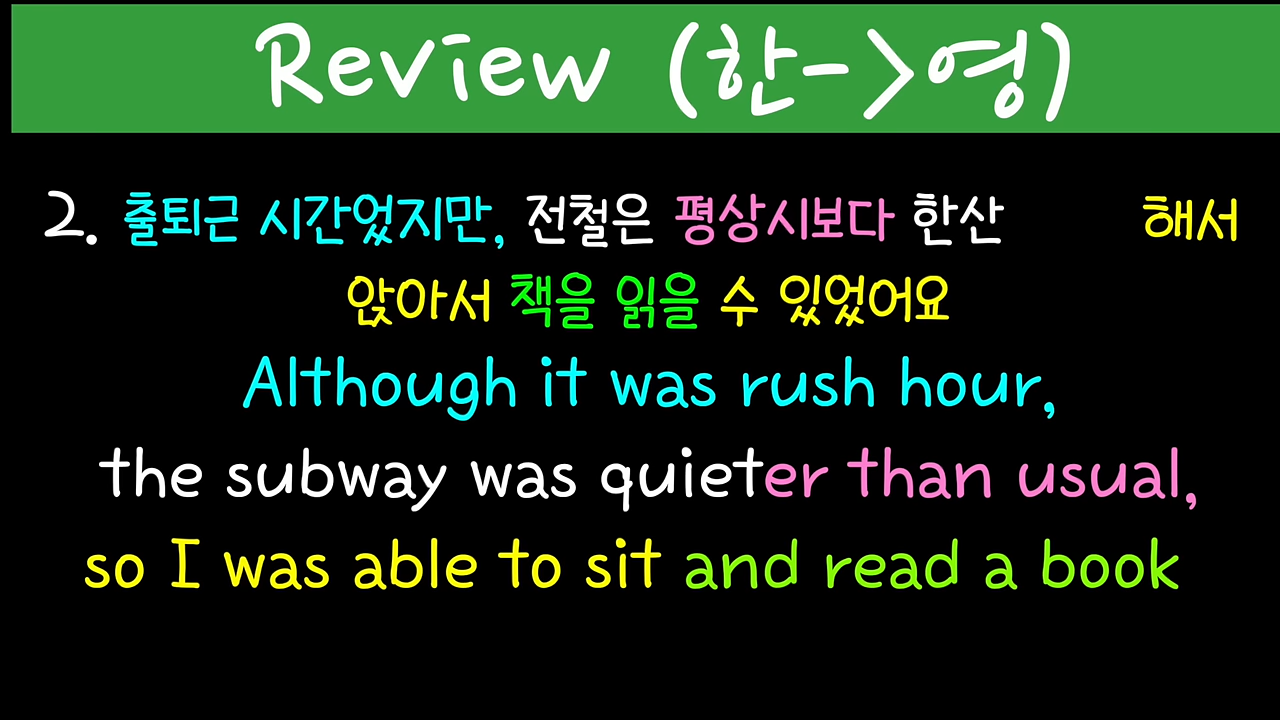 Review (한->영)
2. 출퇴근 시간었지만, 전철은 평상시보다 한산 해서
앉아서 책을 읽을 수 있었어요
Although it was rush hour,
the subway was quieter than usual,
so I was able to sit and read a book